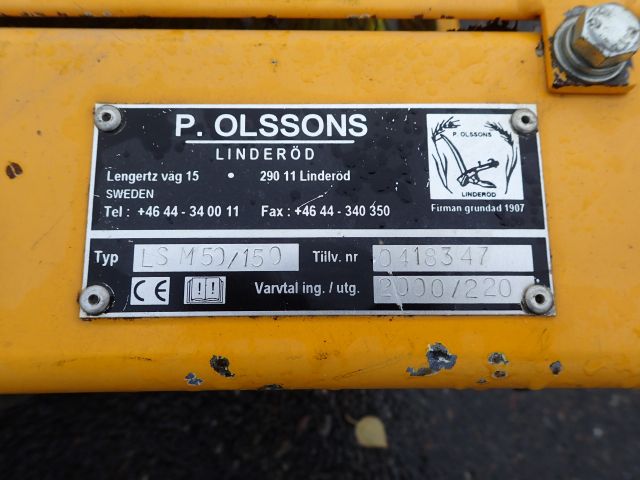 P. OLSSONS
LINDERÖD
Lengertz väg 15 • 290 11 Linderöd
SWEDEN
Tel : +46 44 - 34 00 11 Fax : +46 44 - 340 350
P. OLSSONS
LINDERÖD
Firman grundad 1907
Typ LS M50/150 Tillv. nr 0418347
CE Varvtal ing. / utg. 2000/220